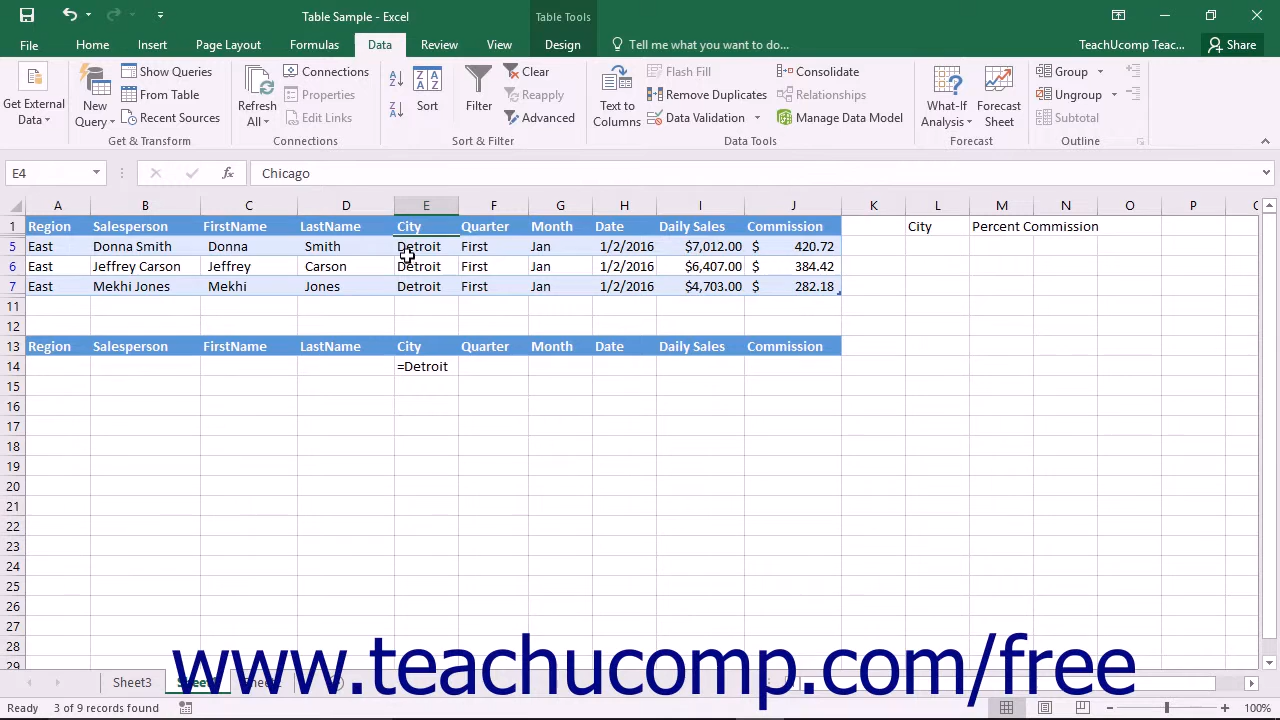 Table Sample - Excel
Table Tools
File Home Insert Page Layout Formulas Data Review View Design Tell me what you want to do... TeachUcomp Teac... Share
Get External Data
New Query
Show Queries
From Table
Recent Sources
Get & Transform
Refresh All
Connections
Properties
Edit Links
Connections
Sort
Filter
Clear
Reapply
Advanced
Sort & Filter
Text to Columns
Flash Fill
Remove Duplicates
Data Validation
Consolidate
Relationships
Manage Data Model
Data Tools
What-If Analysis
Forecast Sheet
Forecast
Group
Ungroup
Subtotal
Outline
E4 fx Chicago
A B C D E F G H I J K L M N O P
1 Region Salesperson FirstName LastName City Quarter Month Date Daily Sales Commission City Percent Commission
5 East Donna Smith Donna Smith Detroit First Jan 1/2/2016 $7,012.00 $ 420.72
6 East Jeffrey Carson Jeffrey Carson Detroit First Jan 1/2/2016 $6,407.00 $ 384.42
7 East Mekhi Jones Mekhi Jones Detroit First Jan 1/2/2016 $4,703.00 $ 282.18
11
12
13 Region Salesperson FirstName LastName City Quarter Month Date Daily Sales Commission
14 =Detroit
15
16
17
18
19
20
21
22
23
24
25
26
27
28
29
www.teachucomp.com/free
Sheet3
Ready 3 of 9 records found 100%